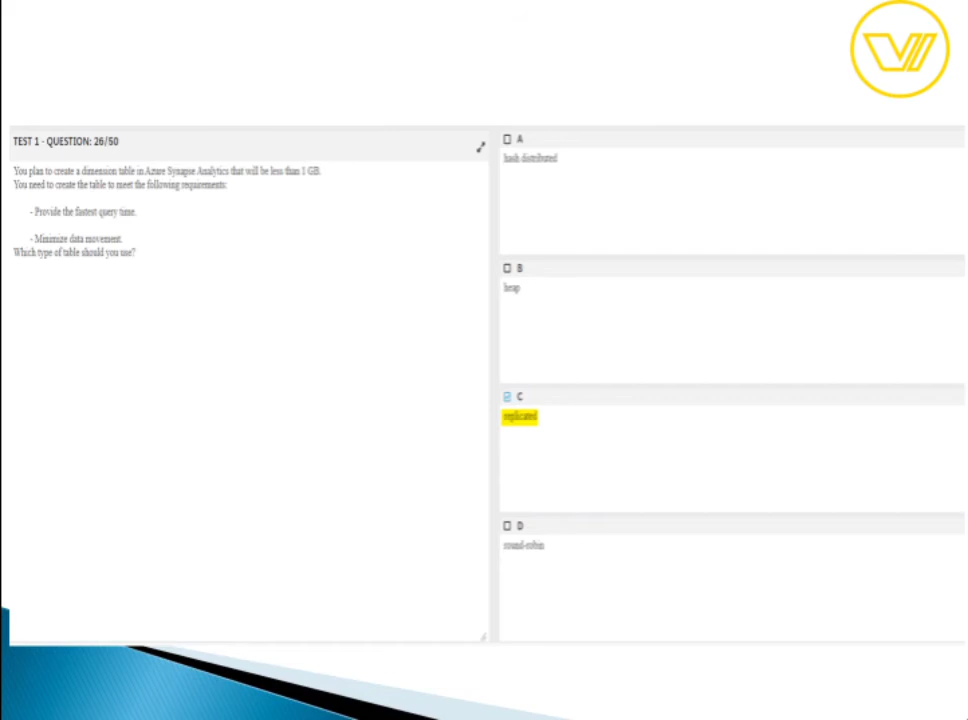 TEST 1 - QUESTION: 26/50
You plan to create a dimension table in Azure Synapse Analytics that will be less than 1 GB.
You need to create the table to meet the following requirements:
- Provide the fastest query time.
- Minimize data movement.
Which type of table should you use?
A
hash distributed
B
heap
C
replicated
D
round-robin